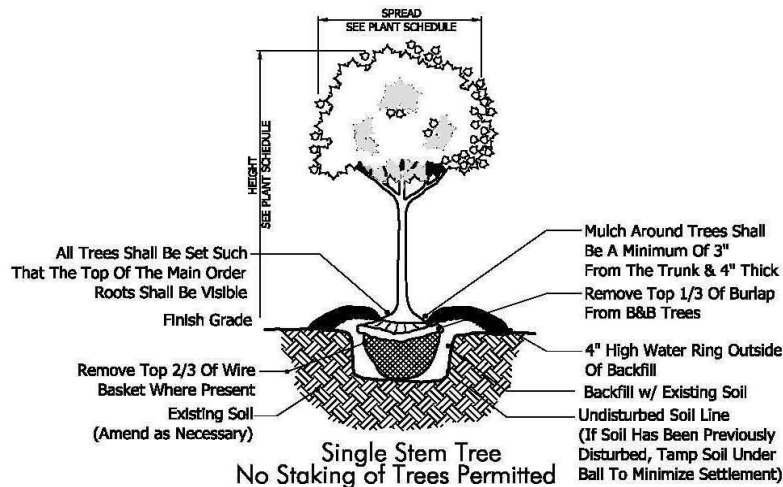 SPREAD
SEE PLANT SCHEDULE
HEIGHT
SEE PLANT SCHEDULE
All Trees Shall Be Set Such
That The Top Of The Main Order
Roots Shall Be Visible
Finish Grade
Remove Top 2/3 Of Wire
Basket Where Present
Existing Soil
(Amend as Necessary)
Mulch Around Trees Shall
Be A Minimum Of 3"
From The Trunk & 4" Thick
Remove Top 1/3 Of Burlap
From B&B Trees
4" High Water Ring Outside
Of Backfill
Backfill w/ Existing Soil
Undisturbed Soil Line
(If Soil Has Been Previously
Disturbed, Tamp Soil Under
Ball To Minimize Settlement)
Single Stem Tree
No Staking of Trees Permitted